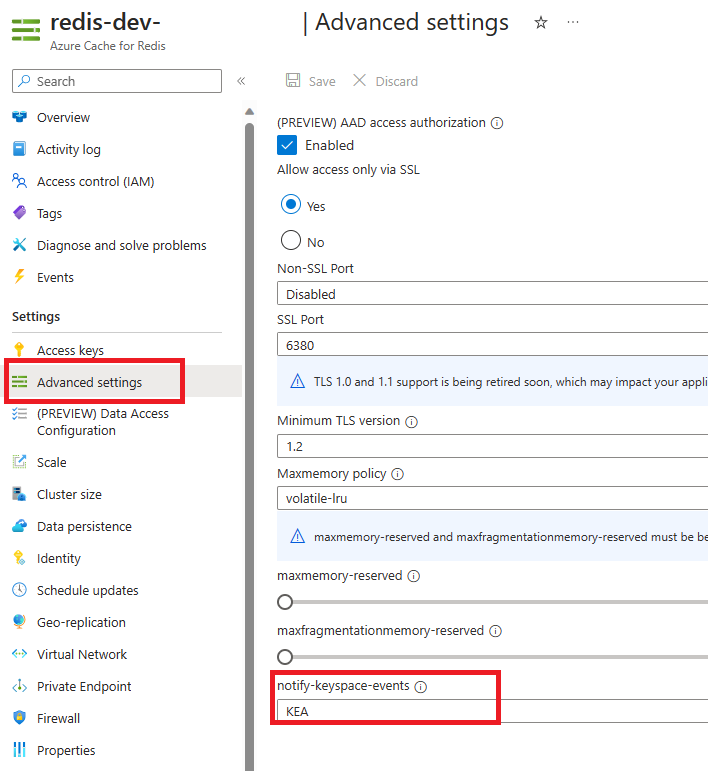 redis-dev- | Advanced settings
Azure Cache for Redis
Search
Overview
Activity log
Access control (IAM)
Tags
Diagnose and solve problems
Events
Settings
Access keys
Advanced settings
(PREVIEW) Data Access
Configuration
Scale
Cluster size
Data persistence
Identity
Schedule updates
Geo-replication
Virtual Network
Private Endpoint
Firewall
Properties
Save Discard
(PREVIEW) AAD access authorization
Enabled
Allow access only via SSL
Yes
No
Non-SSL Port
Disabled
SSL Port
6380
TLS 1.0 and 1.1 support is being retired soon, which may impact your appli
Minimum TLS version
1.2
Maxmemory policy
volatile-lru
maxmemory-reserved and maxfragmentationmemory-reserved must be be
maxmemory-reserved
maxfragmentationmemory-reserved
notify-keyspace-events
KEA